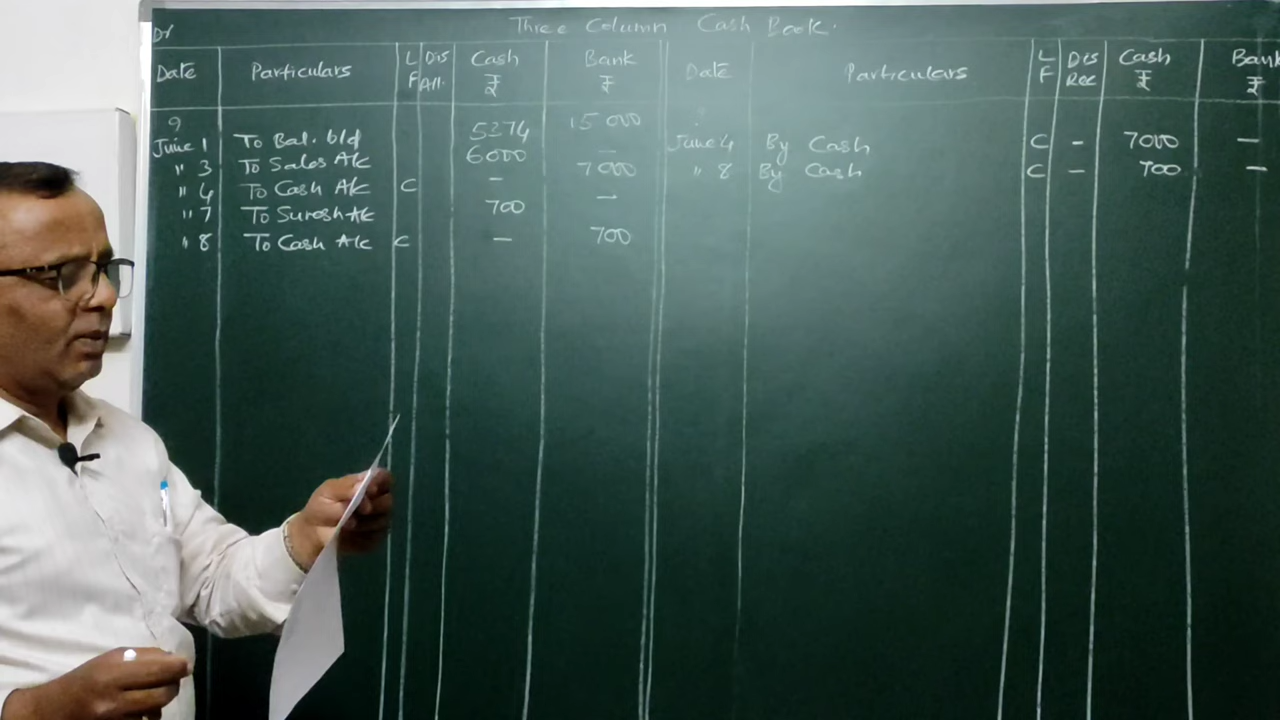 Three Column Cash Book.
Dr
Date Particulars L F Dis All. Cash ₹ Bank ₹ Date Particulars L F Dis Rec Cash ₹ Bank ₹
9
June 1 To Bal. b/d 5274 15000 June 4 By Cash C - 7000 —
" 3 To Sales A/c 6000 — " 8 By Cash C - 700 —
" 4 To Cash A/c C — 7000
" 7 To Suresh A/c 700 —
" 8 To Cash A/c C — 700